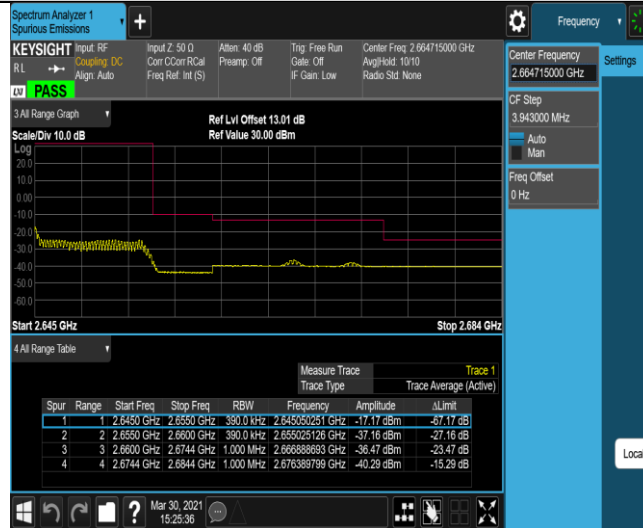 Spectrum Analyzer 1
Spurious Emissions
Frequency
KEYSIGHT
RL
LXI
PASS
Input: RF
Coupling: DC
Align: Auto
Input Z: 50 Ω
Corr CCorr RCal
Freq Ref: Int (S)
Atten: 40 dB
Preamp: Off
Trig: Free Run
Gate: Off
IF Gain: Low
Center Freq: 2.664715000 GHz
Avg|Hold: 10/10
Radio Std: None
Center Frequency
2.664715000 GHz
Settings
CF Step
3.943000 MHz
Auto
Man
Freq Offset
0 Hz
3 All Range Graph
Ref Lvl Offset 13.01 dB
Scale/Div 10.0 dB
Ref Value 30.00 dBm
Log
20.0
10.0
0.00
-10.0
-20.0
-30.0
-40.0
-50.0
-60.0
Start 2.645 GHz
Stop 2.684 GHz
4 All Range Table
Measure Trace Trace 1
Trace Type Trace Average (Active)
Spur Range Start Freq Stop Freq RBW Frequency Amplitude ΔLimit
1 1 2.6450 GHz 2.6550 GHz 390.0 kHz 2.645050251 GHz -17.17 dBm -67.17 dB
2 2 2.6550 GHz 2.6600 GHz 390.0 kHz 2.655025126 GHz -37.16 dBm -27.16 dB
3 3 2.6600 GHz 2.6744 GHz 1.000 MHz 2.666888693 GHz -36.47 dBm -23.47 dB
4 4 2.6744 GHz 2.6844 GHz 1.000 MHz 2.676389799 GHz -40.29 dBm -15.29 dB
Loca
Mar 30, 2021
15:25:36